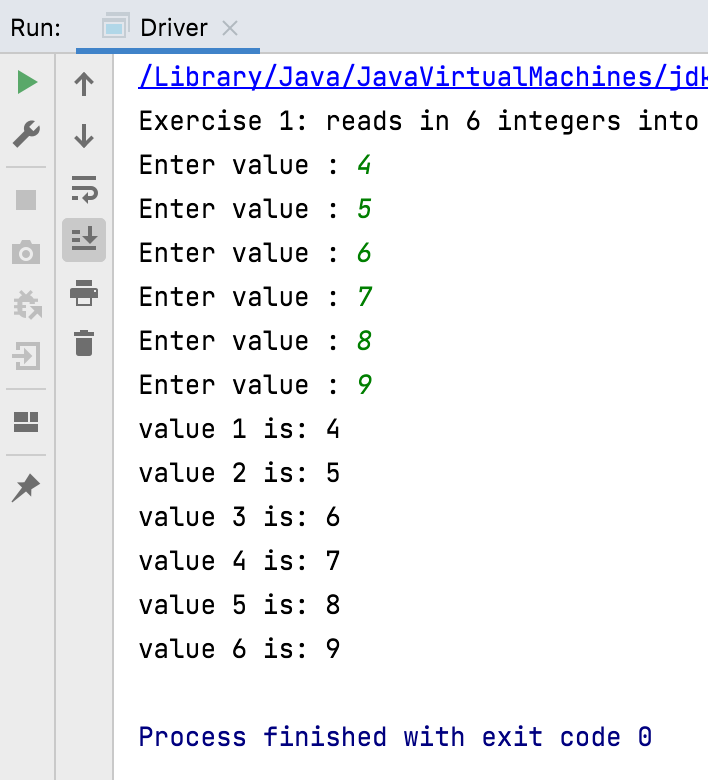 Run: Driver
/Library/Java/JavaVirtualMachines/jdk
Exercise 1: reads in 6 integers into
Enter value : 4
Enter value : 5
Enter value : 6
Enter value : 7
Enter value : 8
Enter value : 9
value 1 is: 4
value 2 is: 5
value 3 is: 6
value 4 is: 7
value 5 is: 8
value 6 is: 9
Process finished with exit code 0